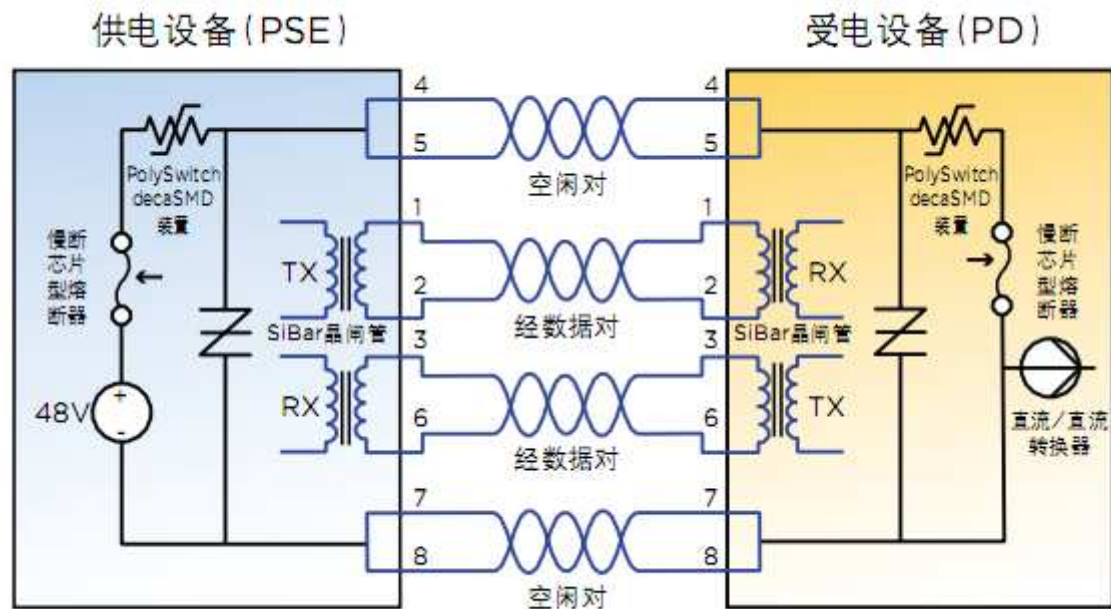 供电设备(PSE)
受电设备(PD)
4
5
空闲对
4
5
PolySwitch
decaSMD
装置
PolySwitch
decaSMD
装置
慢断
芯片
型熔
断器
慢断
芯片
型熔
断器
1
2
TX
经数据对
1
2
RX
SiBar晶闸管
SiBar晶闸管
3
6
RX
经数据对
3
6
TX
48V
+
-
直流/直流
转换器
7
8
空闲对
7
8